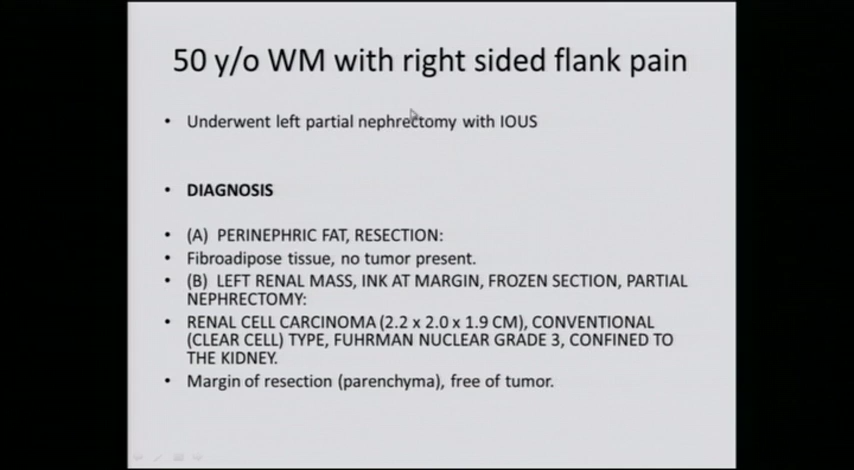 50 y/o WM with right sided flank pain
• Underwent left partial nephrectomy with IOUS
• DIAGNOSIS
• (A) PERINEPHRIC FAT, RESECTION:
• Fibroadipose tissue, no tumor present.
• (B) LEFT RENAL MASS, INK AT MARGIN, FROZEN SECTION, PARTIAL
NEPHRECTOMY:
• RENAL CELL CARCINOMA (2.2 x 2.0 x 1.9 CM), CONVENTIONAL
(CLEAR CELL) TYPE, FUHRMAN NUCLEAR GRADE 3, CONFINED TO
THE KIDNEY.
• Margin of resection (parenchyma), free of tumor.